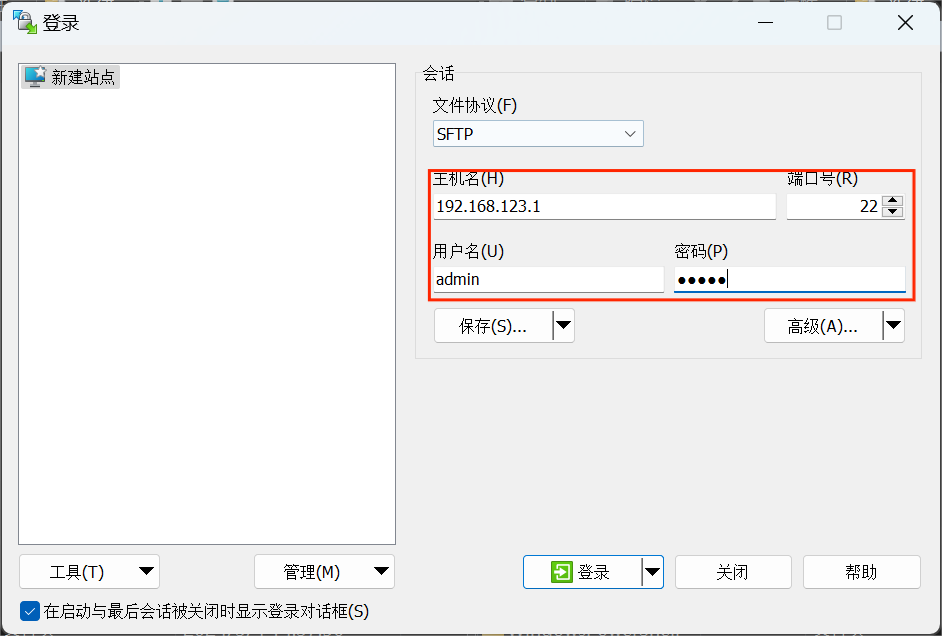 登录
新建站点
会话
文件协议(F)
SFTP
主机名(H)
端口号(R)
192.168.123.1
22
用户名(U)
密码(P)
admin
●●●●●
保存(S)...
高级(A)...
工具(T)
管理(M)
登录
关闭
帮助
在启动与最后会话被关闭时显示登录对话框(S)